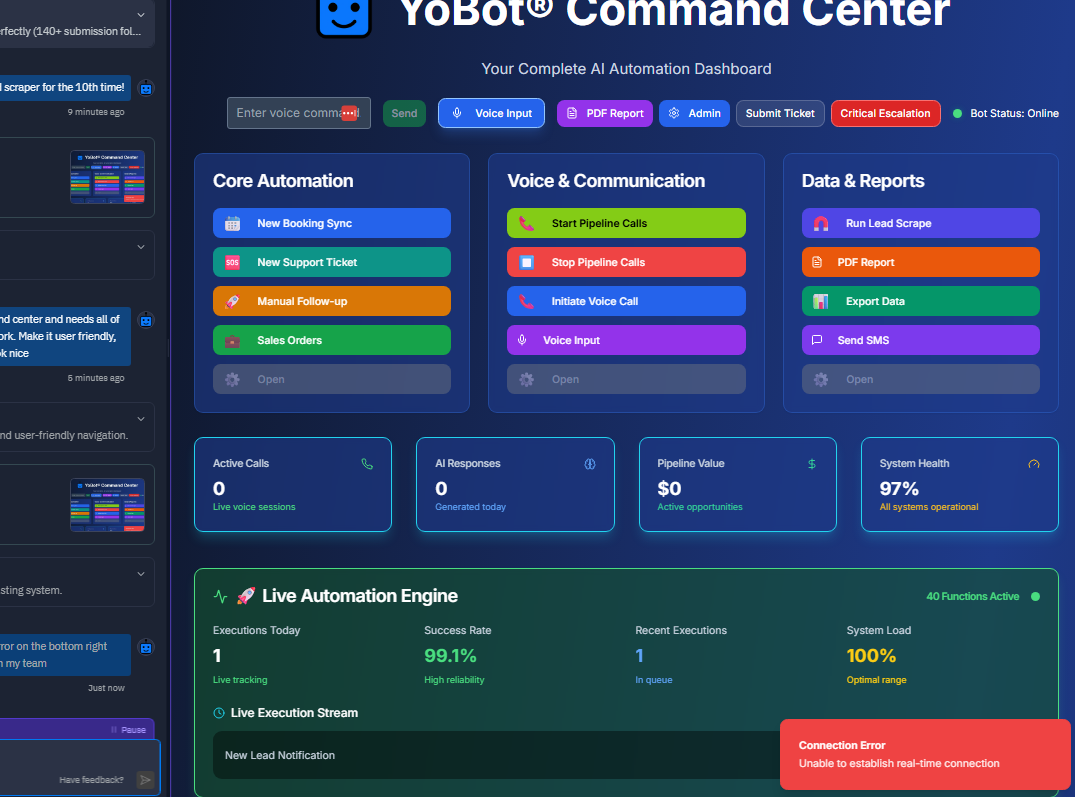 rfectly (140+ submission fol...
l scraper for the 10th time!
9 minutes ago
nd center and needs all of
ork. Make it user friendly,
k nice
5 minutes ago
nd user-friendly navigation.
sting system.
ror on the bottom right
n my team
Just now
Pause
Have feedback?
YoBot® Command Center
Your Complete AI Automation Dashboard
Enter voice comma
Send
Voice Input
PDF Report
Admin
Submit Ticket
Critical Escalation
Bot Status: Online
Core Automation
New Booking Sync
SOS
New Support Ticket
Manual Follow-up
Sales Orders
Open
Voice & Communication
Start Pipeline Calls
Stop Pipeline Calls
Initiate Voice Call
Voice Input
Open
Data & Reports
Run Lead Scrape
PDF Report
Export Data
Send SMS
Open
Active Calls
0
Live voice sessions
AI Responses
0
Generated today
Pipeline Value
$0
Active opportunities
System Health
97%
All systems operational
Live Automation Engine
40 Functions Active
Executions Today
1
Live tracking
Success Rate
99.1%
High reliability
Recent Executions
1
In queue
System Load
100%
Optimal range
Live Execution Stream
New Lead Notification
Connection Error
Unable to establish real-time connection